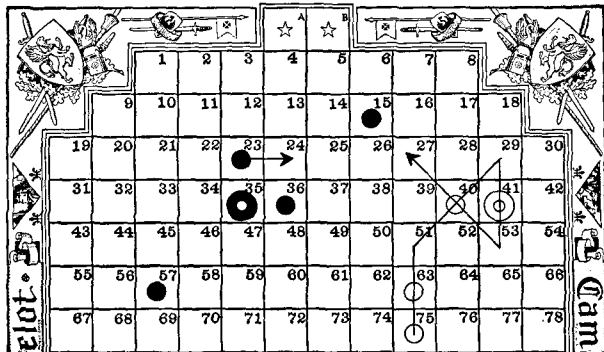 A B
1 2 3 4 5 6 7 8
9 10 11 12 13 14 15 16 17 18
19 20 21 22 23 24 25 26 27 28 29 30
31 32 33 34 35 36 37 38 39 40 41 42
43 44 45 46 47 48 49 50 51 52 53 54
55 56 57 58 59 60 61 62 63 64 65 66
67 68 69 70 71 72 73 74 75 76 77 78
elot
Cam